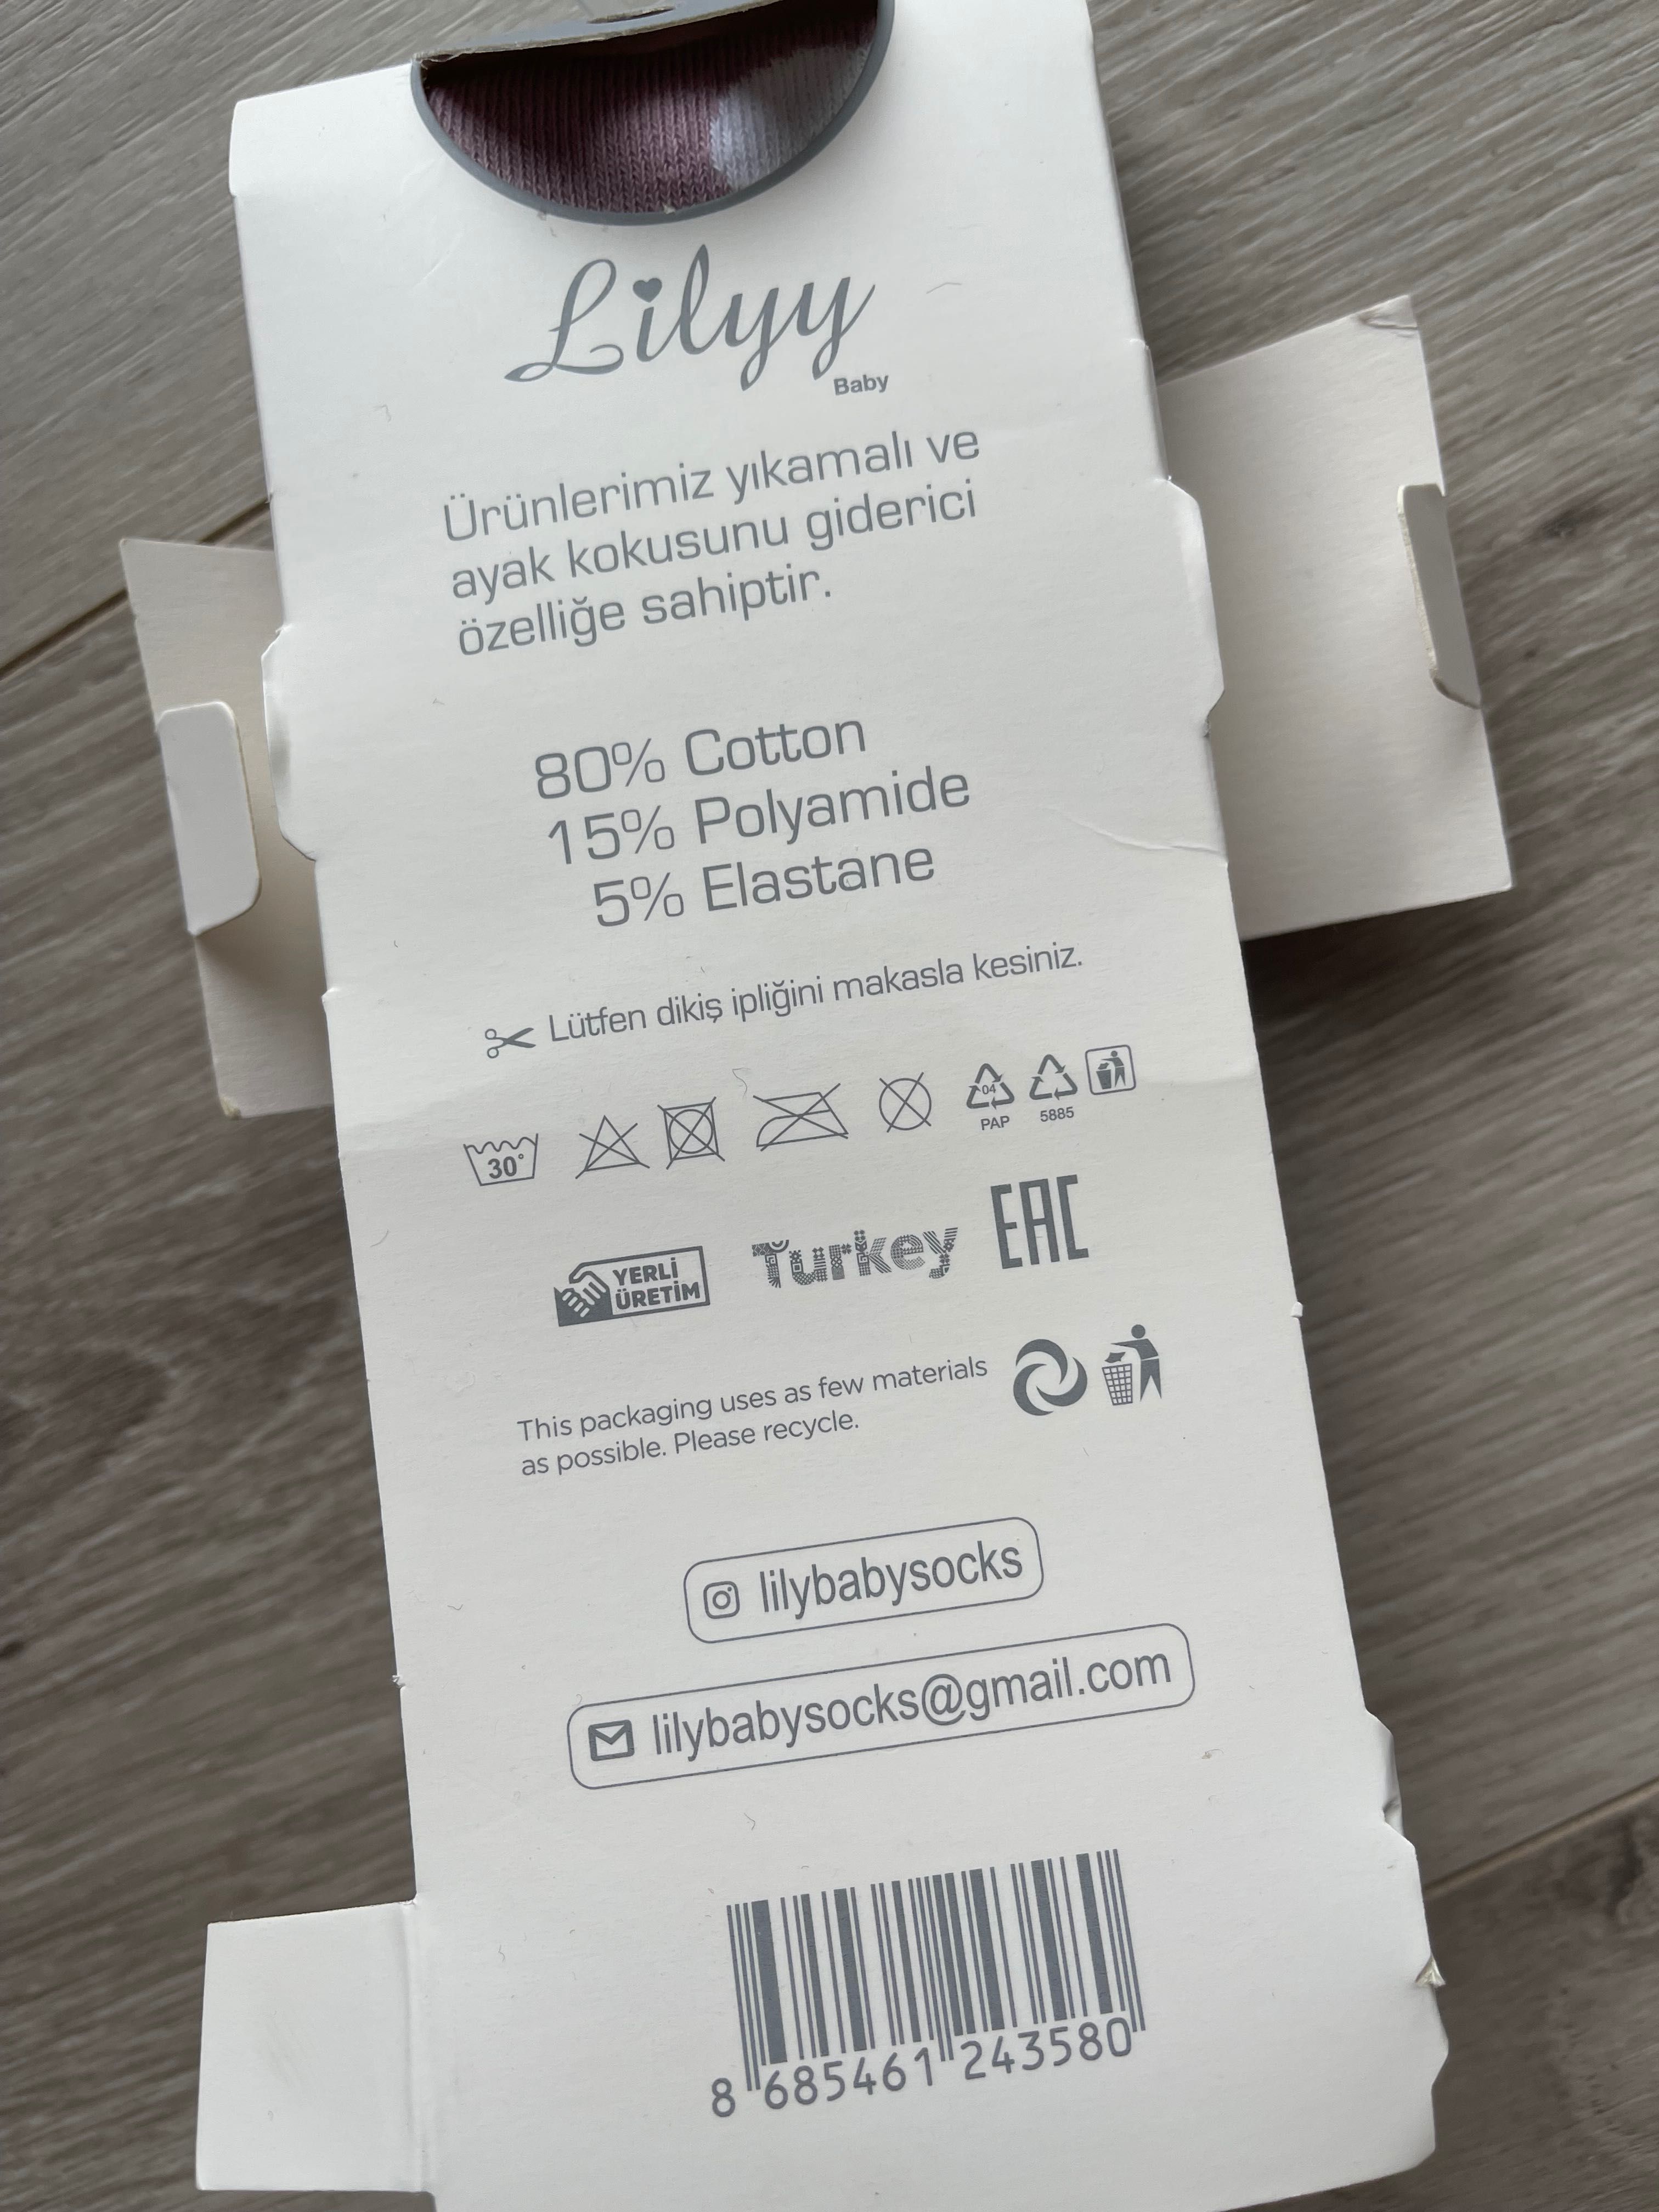 Lilyy
Baby
Ürünlerimiz yıkamalı ve
ayak kokusunu giderici
özelliğe sahiptir.
80% Cotton
15% Polyamide
5% Elastane
Lütfen dikiş ipliğini makasla kesiniz.
30°
04
PAP
5885
YERLİ
ÜRETİM
Turkey
EAC
This packaging uses as few materials
as possible. Please recycle.
lilybabysocks
lilybabysocks@gmail.com
8 685461 243580